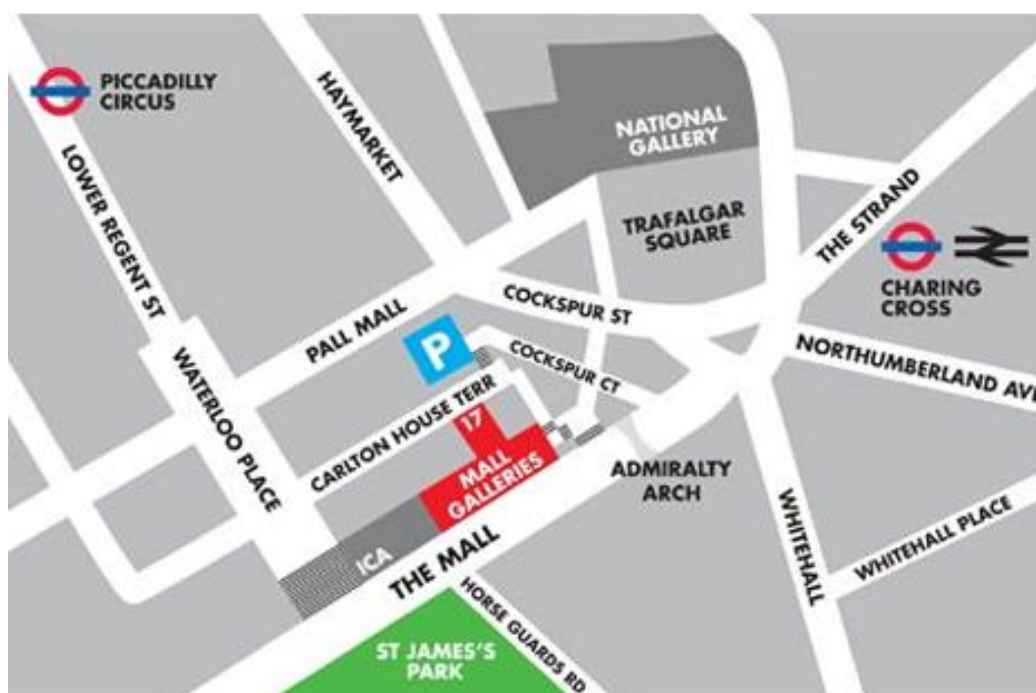 PICCADILLY
CIRCUS
HAYMARKET
NATIONAL
GALLERY
LOWER REGENT ST
TRAFALGAR
SQUARE
THE STRAND
CHARING
CROSS
PALL MALL
COCKSPUR ST
P
COCKSPUR CT
NORTHUMBERLAND AVE
WATERLOO PLACE
CARLTON HOUSE TERR
17
MALL
GALLERIES
ADMIRALTY
ARCH
ICA
THE MALL
WHITEHALL
WHITEHALL PLACE
HORSE GUARDS RD
ST JAMES'S
PARK